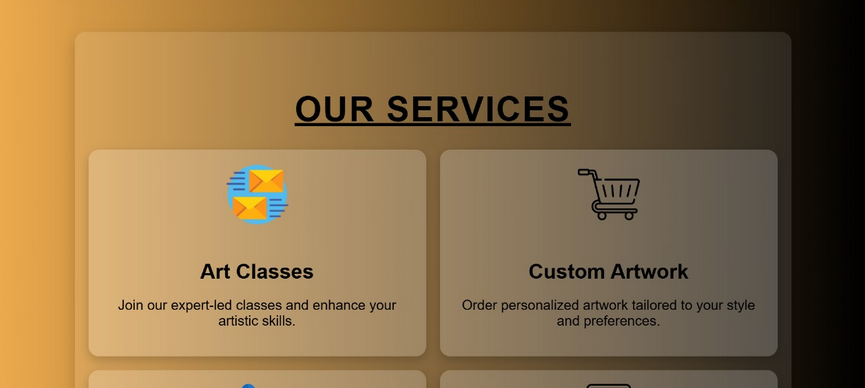 OUR SERVICES
Art Classes
Join our expert-led classes and enhance your
artistic skills.
Custom Artwork
Order personalized artwork tailored to your style
and preferences.